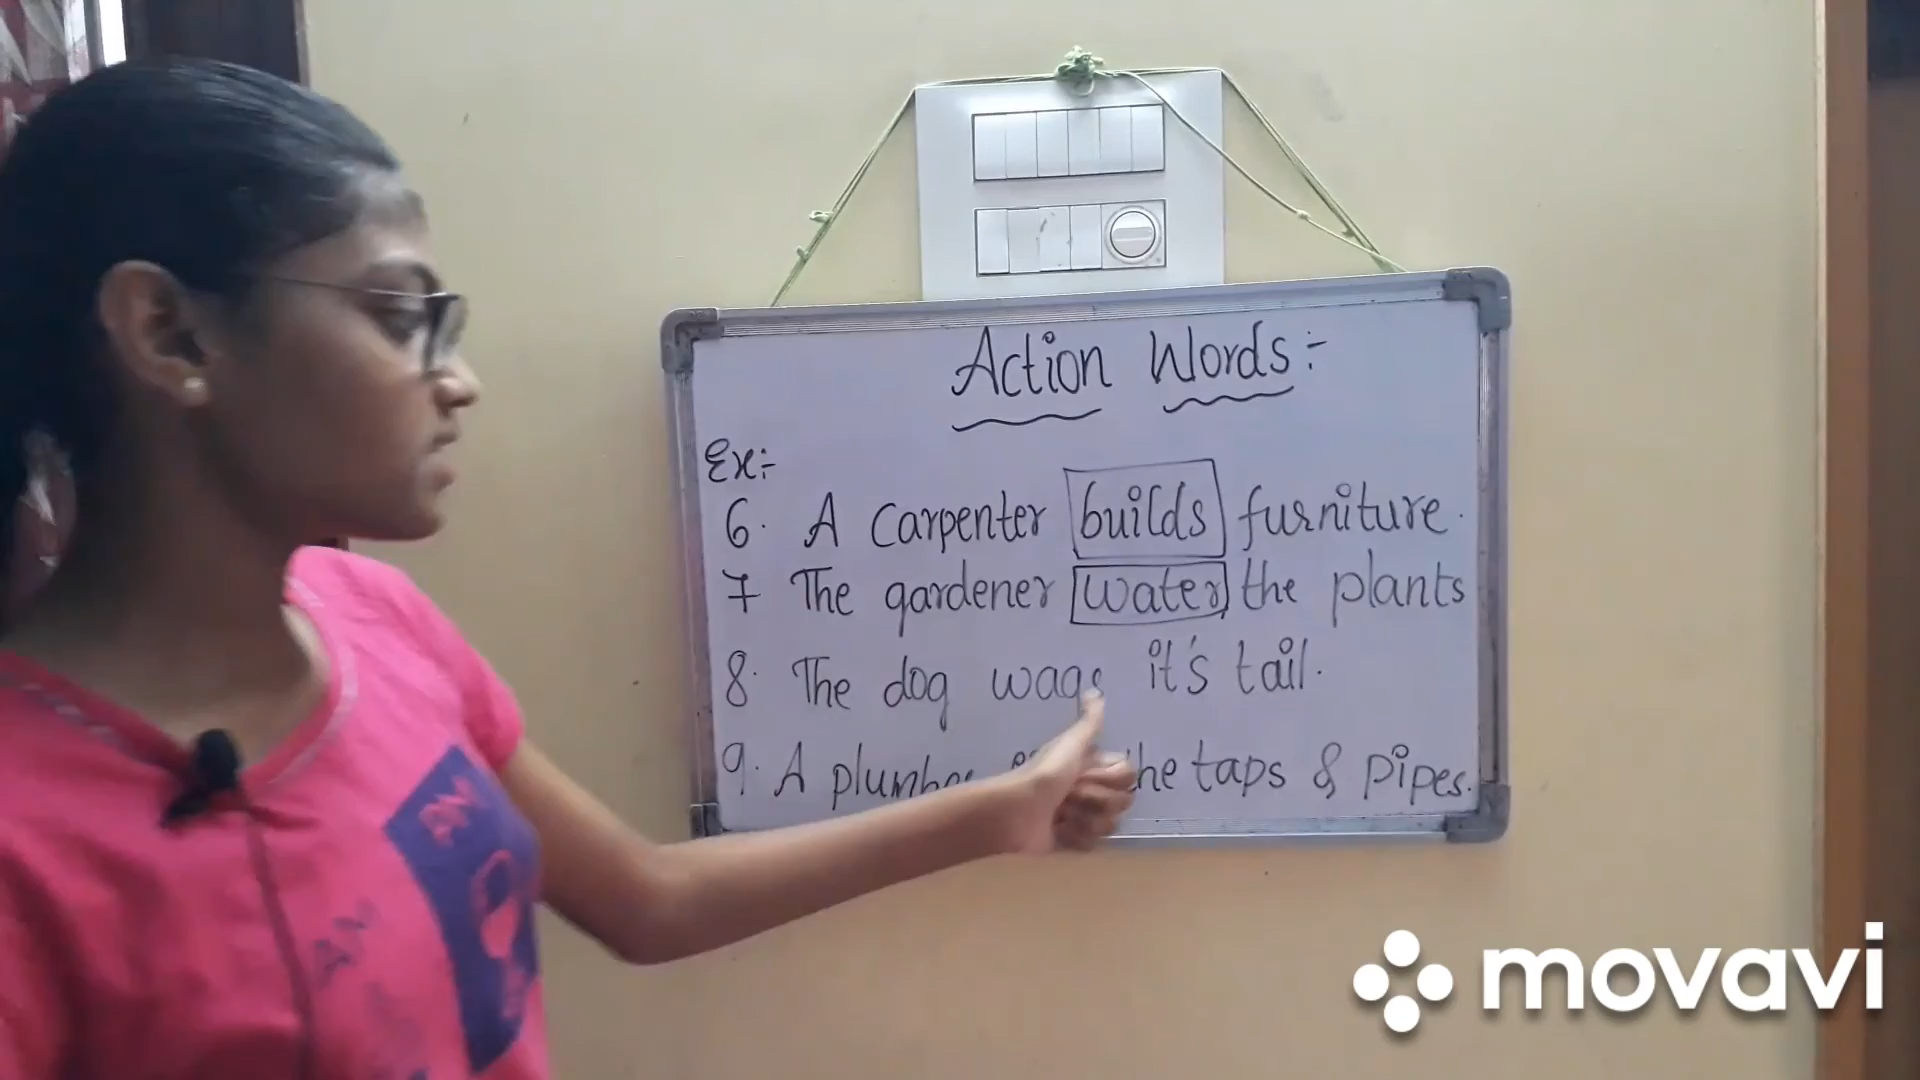 Action Words:-
Ex:-
6. A Carpenter builds furniture.
7 The gardener water the plants
8. The dog wags it's tail.
9. A the taps & pipes.
movavi